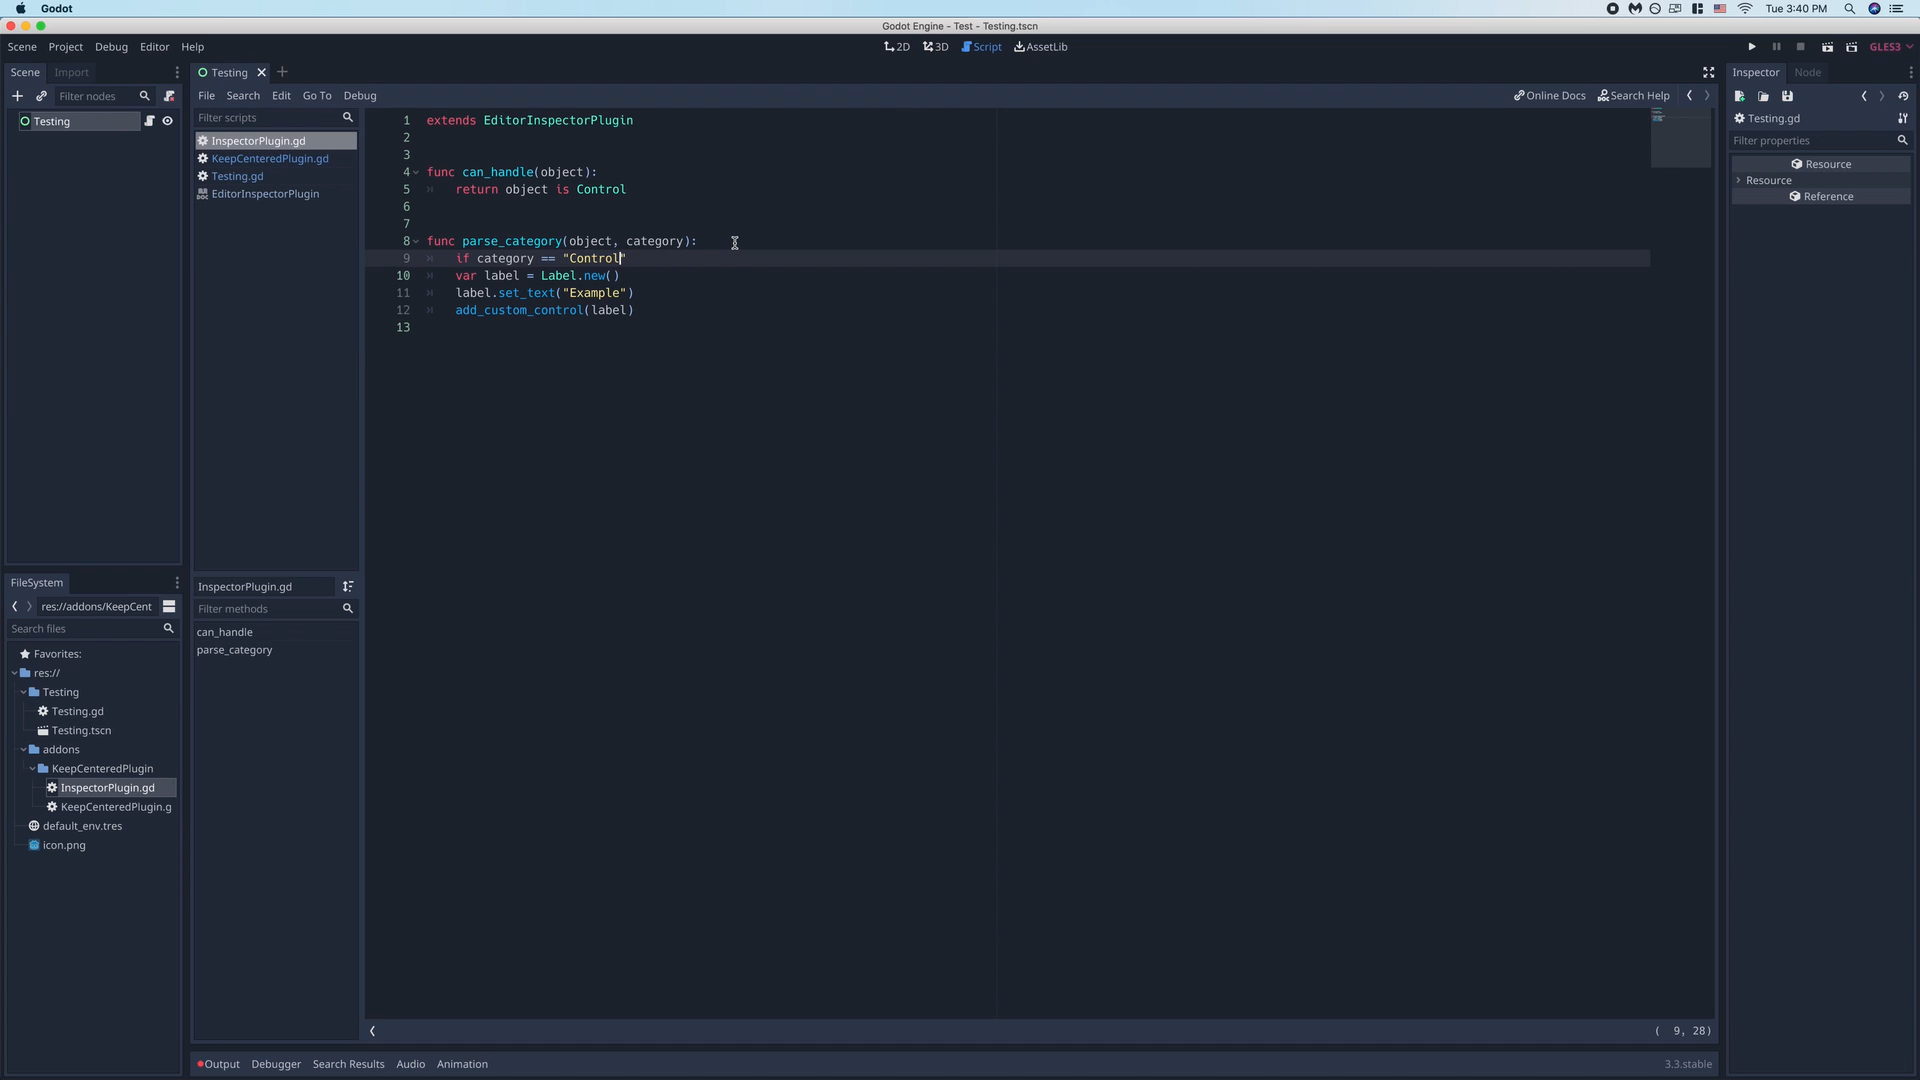 Godot
Tue 3:40 PM
Godot Engine - Test - Testing.tscn
Scene Project Debug Editor Help
2D 3D Script AssetLib
GLES3
Scene Import
Testing
Inspector Node
Filter nodes
File Search Edit Go To Debug
Online Docs Search Help
Testing
Filter scripts
InspectorPlugin.gd
KeepCenteredPlugin.gd
Testing.gd
EditorInspectorPlugin
1 extends EditorInspectorPlugin
2
3
4 func can_handle(object):
5 return object is Control
6
7
8 func parse_category(object, category):
9 if category == "Control"
10 var label = Label.new()
11 label.set_text("Example")
12 add_custom_control(label)
13
Testing.gd
Filter properties
Resource
Resource
Reference
FileSystem
res://addons/KeepCent
Search files
Favorites:
res://
Testing
Testing.gd
Testing.tscn
addons
KeepCenteredPlugin
InspectorPlugin.gd
KeepCenteredPlugin.g
default_env.tres
icon.png
InspectorPlugin.gd
Filter methods
can_handle
parse_category
( 9, 28)
Output Debugger Search Results Audio Animation
3.3.stable